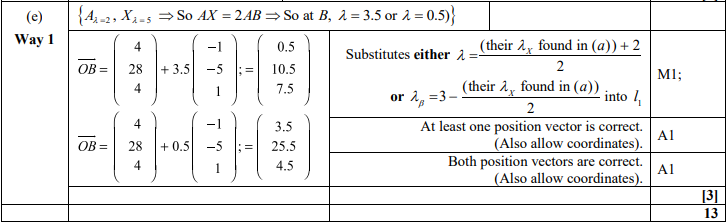 (e) {A_{λ=2}, X_{λ=5} ⇒ So AX = 2AB ⇒ So at B, λ = 3.5 or λ = 0.5)}
Way 1
OB = (4, 28, 4) + 3.5 (−1, −5, 1) ; = (0.5, 10.5, 7.5)
Substitutes either λ = ((their λ_X found in (a)) + 2) / 2
or λ_β = 3 − (their λ_X found in (a)) / 2 into l_1
M1;
OB = (4, 28, 4) + 0.5 (−1, −5, 1) ; = (3.5, 25.5, 4.5)
At least one position vector is correct.
(Also allow coordinates).
A1
Both position vectors are correct.
(Also allow coordinates).
A1
[3]
13